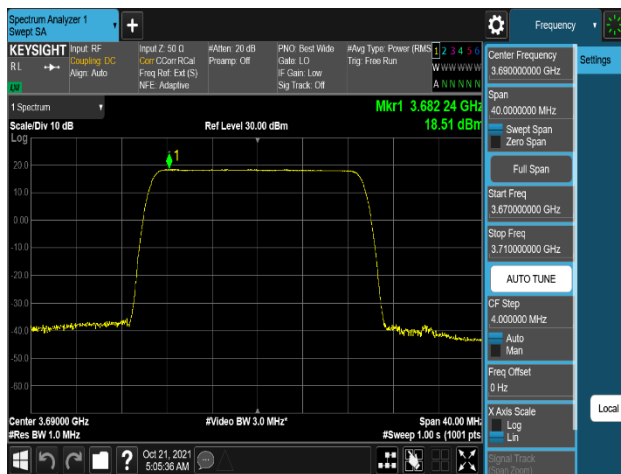 Spectrum Analyzer 1
Swept SA
Frequency
KEYSIGHT
Input: RF
Coupling: DC
Align: Auto
Input Z: 50 Ω
Corr CCorr RCal
Freq Ref: Ext (S)
NFE: Adaptive
#Atten: 20 dB
Preamp: Off
PNO: Best Wide
Gate: LO
IF Gain: Low
Sig Track: Off
#Avg Type: Power (RMS
Trig: Free Run
1 2 3 4 5 6
W W W W W W
A N N N N N
RL
LXI
Center Frequency
3.690000000 GHz
Settings
Span
40.0000000 MHz
Swept Span
Zero Span
Full Span
Start Freq
3.670000000 GHz
Stop Freq
3.710000000 GHz
AUTO TUNE
CF Step
4.000000 MHz
Auto
Man
Freq Offset
0 Hz
X Axis Scale
Log
Lin
Local
Signal Track
(Span Zoom)
1 Spectrum
Scale/Div 10 dB
Ref Level 30.00 dBm
Mkr1 3.682 24 GHz
18.51 dBm
Log
1
20.0
10.0
0.00
-10.0
-20.0
-30.0
-40.0
-50.0
-60.0
Center 3.69000 GHz
#Video BW 3.0 MHz*
Span 40.00 MHz
#Res BW 1.0 MHz
#Sweep 1.00 s (1001 pts
?
Oct 21, 2021
5:05:36 AM